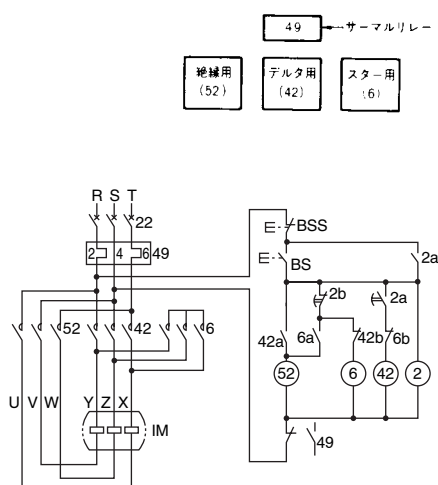 49 サーマルリレー
絶縁用 デルタ用 スター用
(52) (42) (6)
R S T
22
2 4 6 49
BSS
BS
2a
2b 2a
52 42 6
42a 6a 42b 6b
52 6 42 2
U V W Y Z X
IM
49